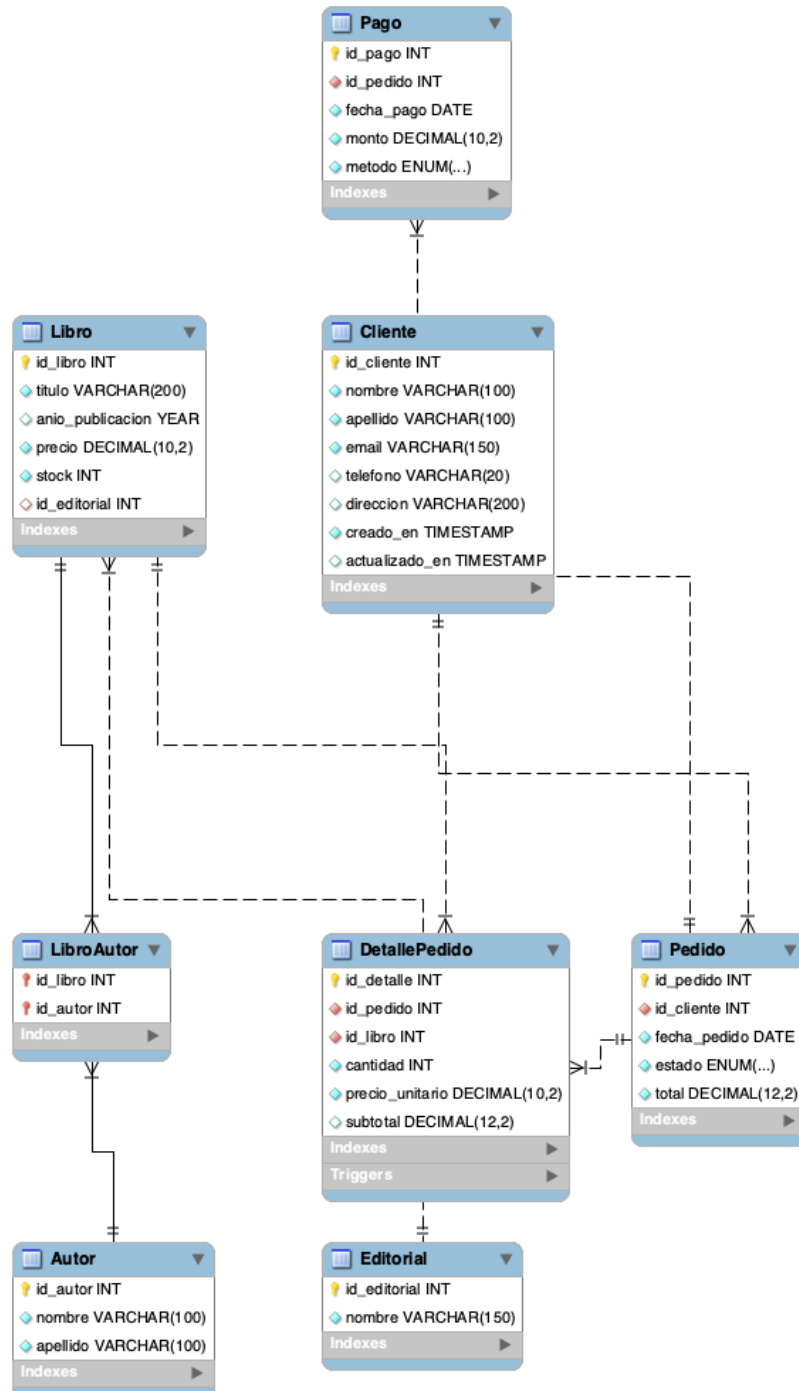 Pago
id_pago INT
id_pedido INT
fecha_pago DATE
monto DECIMAL(10,2)
metodo ENUM(...)
Indexes
Libro
id_libro INT
titulo VARCHAR(200)
anio_publicacion YEAR
precio DECIMAL(10,2)
stock INT
id_editorial INT
Indexes
Cliente
id_cliente INT
nombre VARCHAR(100)
apellido VARCHAR(100)
email VARCHAR(150)
telefono VARCHAR(20)
direccion VARCHAR(200)
creado_en TIMESTAMP
actualizado_en TIMESTAMP
Indexes
LibroAutor
id_libro INT
id_autor INT
Indexes
DetallePedido
id_detalle INT
id_pedido INT
id_libro INT
cantidad INT
precio_unitario DECIMAL(10,2)
subtotal DECIMAL(12,2)
Indexes
Triggers
Pedido
id_pedido INT
id_cliente INT
fecha_pedido DATE
estado ENUM(...)
total DECIMAL(12,2)
Indexes
Autor
id_autor INT
nombre VARCHAR(100)
apellido VARCHAR(100)
Indexes
Editorial
id_editorial INT
nombre VARCHAR(150)
Indexes